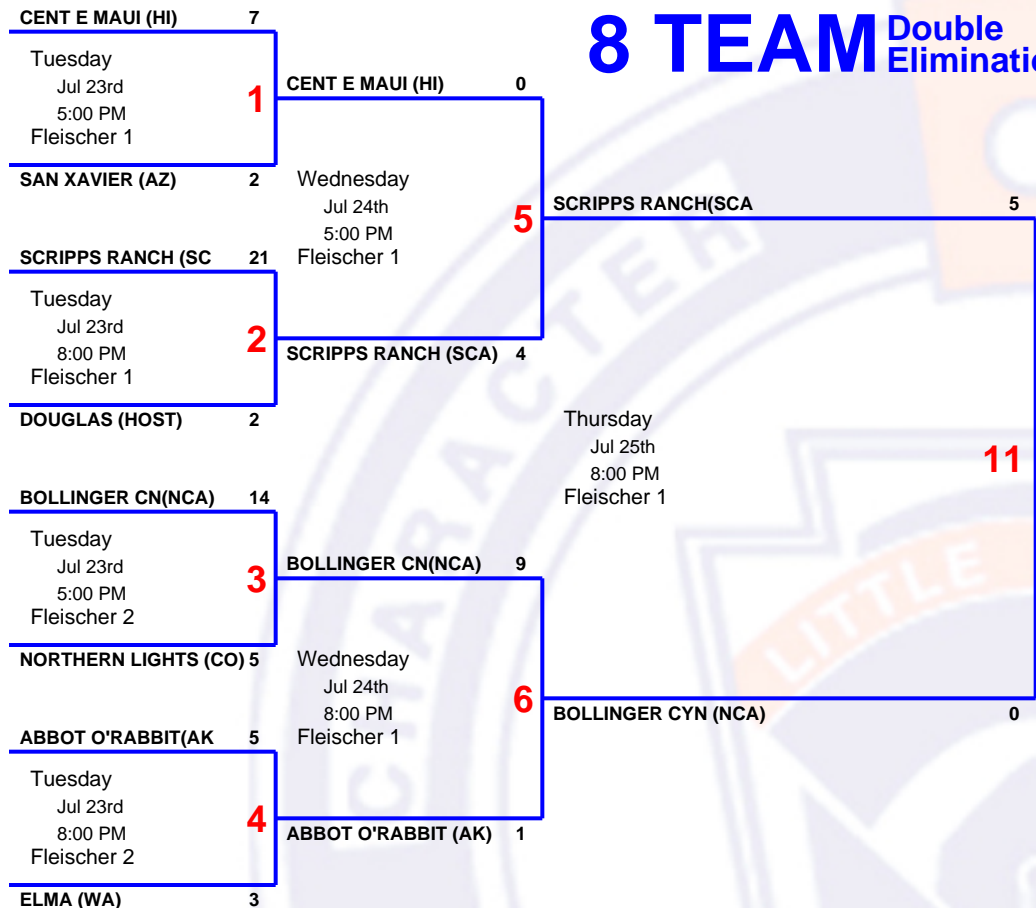 CENT E MAUI (HI) 7
8 TEAM Double
Eliminatio
Tuesday
Jul 23rd
5:00 PM
Fleischer 1
1
CENT E MAUI (HI) 0
SAN XAVIER (AZ) 2
Wednesday
Jul 24th
5:00 PM
Fleischer 1
5
SCRIPPS RANCH(SCA 5
SCRIPPS RANCH (SC 21
Tuesday
Jul 23rd
8:00 PM
Fleischer 1
2
SCRIPPS RANCH (SCA) 4
DOUGLAS (HOST) 2
Thursday
Jul 25th
8:00 PM
Fleischer 1
11
BOLLINGER CN(NCA) 14
Tuesday
Jul 23rd
5:00 PM
Fleischer 2
3
BOLLINGER CN(NCA) 9
NORTHERN LIGHTS (CO) 5
Wednesday
Jul 24th
8:00 PM
Fleischer 1
6
BOLLINGER CYN (NCA) 0
ABBOT O'RABBIT(AK 5
Tuesday
Jul 23rd
8:00 PM
Fleischer 2
4
ABBOT O'RABBIT (AK) 1
ELMA (WA) 3
CHARACTER
LITTLE